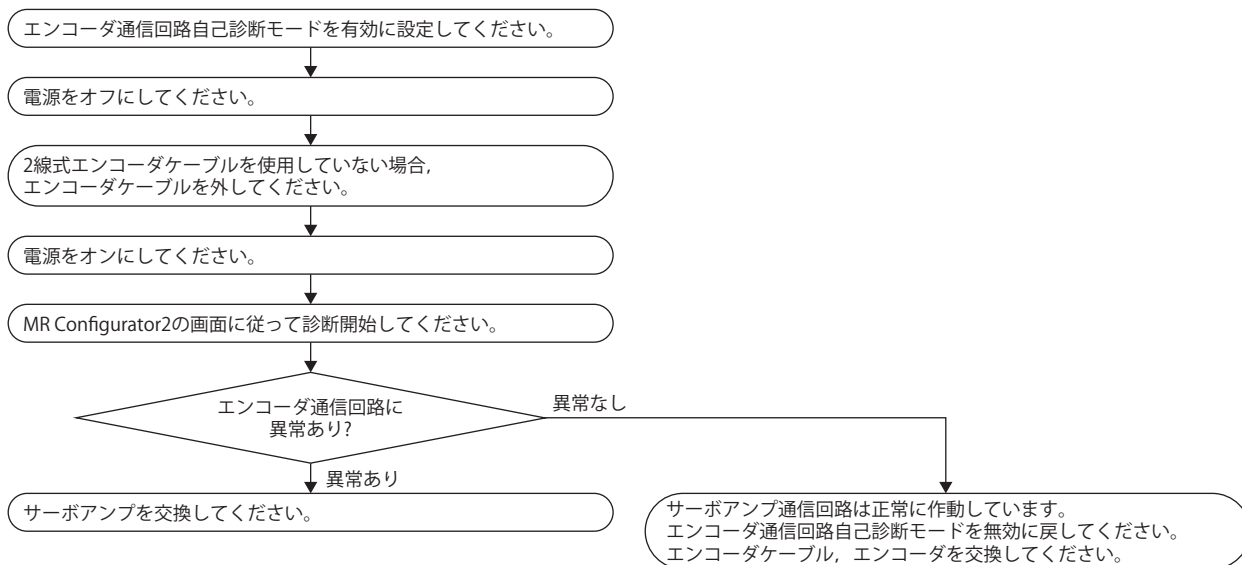 エンコーダ通信回路自己診断モードを有効に設定してください。
電源をオフにしてください。
2線式エンコーダケーブルを使用していない場合,
エンコーダケーブルを外してください。
電源をオンにしてください。
MR Configurator2の画面に従って診断開始してください。
エンコーダ通信回路に
異常あり?
異常なし
異常あり
サーボアンプを交換してください。
サーボアンプ通信回路は正常に作動しています。
エンコーダ通信回路自己診断モードを無効に戻してください。
エンコーダケーブル,エンコーダを交換してください。